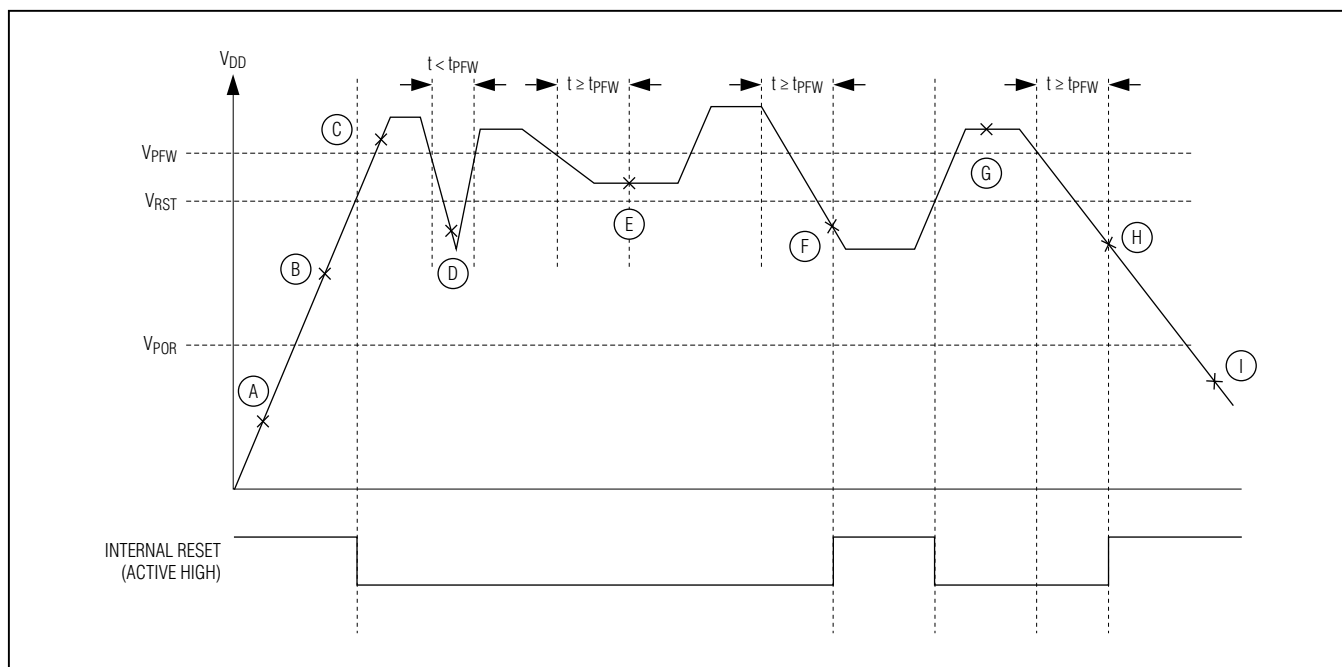 VDD
t < tPFW
t ≥ tPFW
t ≥ tPFW
t ≥ tPFW
C
VPFW
G
VRST
E
F
H
B
D
VPOR
I
A
INTERNAL RESET
(ACTIVE HIGH)